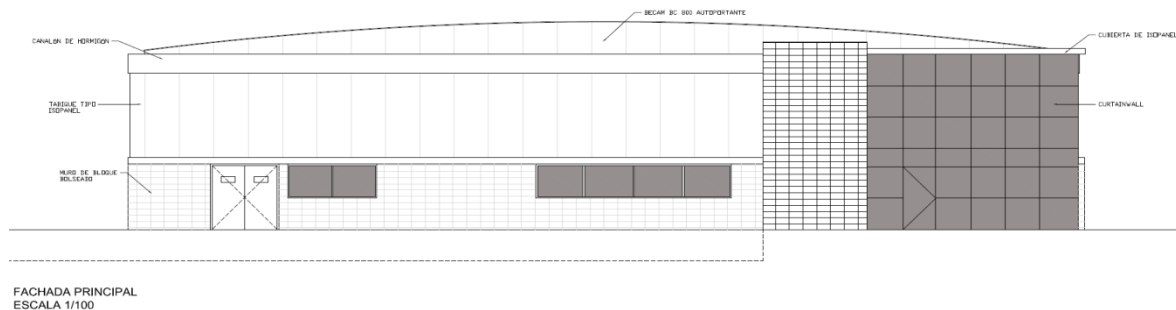 BECAM BC 800 AUTOPORTANTE
CANALON DE HORMIGON
CUBIERTA DE ISOPANEL
TABIQUE TIPO
ISOPANEL
CURTAINWALL
MURO DE BLOQUE
BOLSEADO
FACHADA PRINCIPAL
ESCALA 1/100